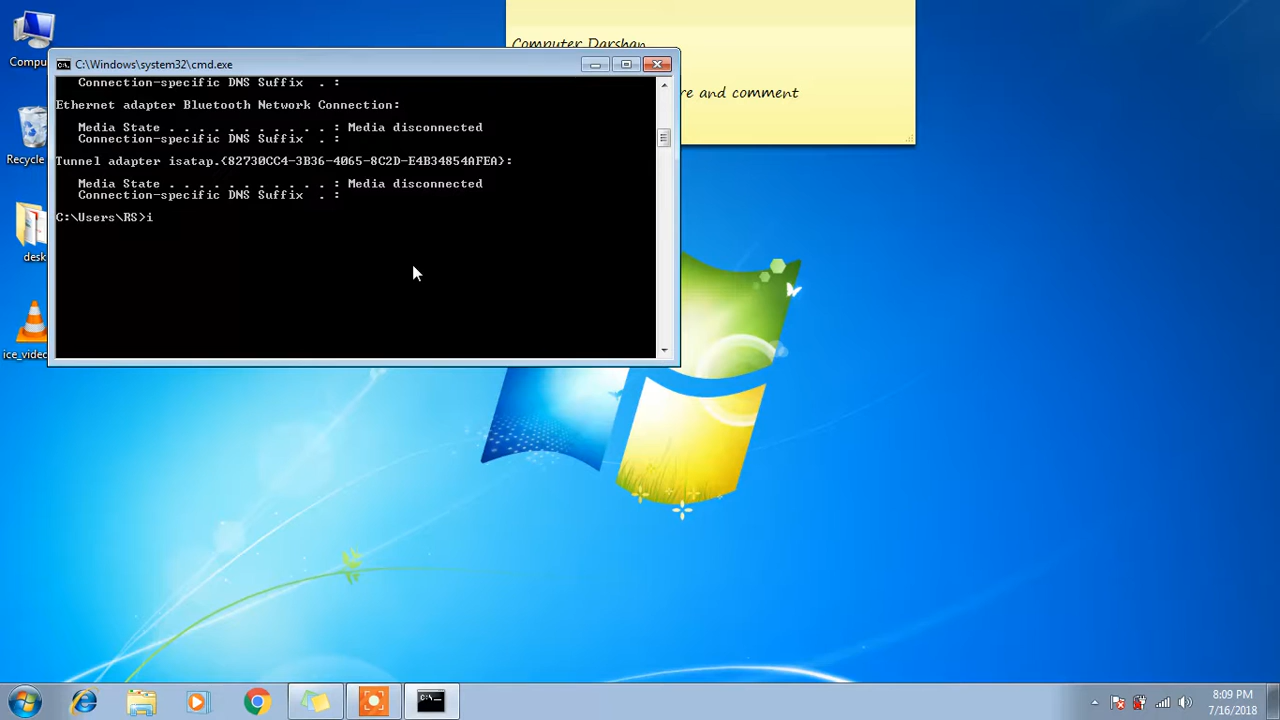 Computer Darshan
re and comment
Compu
Recycle
desk
ice_video
C:\Windows\system32\cmd.exe
Connection-specific DNS Suffix . :
Ethernet adapter Bluetooth Network Connection:
Media State . . . . . . . . . . . : Media disconnected
Connection-specific DNS Suffix . :
Tunnel adapter isatap.{82730CC4-3B36-4065-8C2D-E4B34854AFEA}:
Media State . . . . . . . . . . . : Media disconnected
Connection-specific DNS Suffix . :
C:\Users\RS>i
8:09 PM
7/16/2018